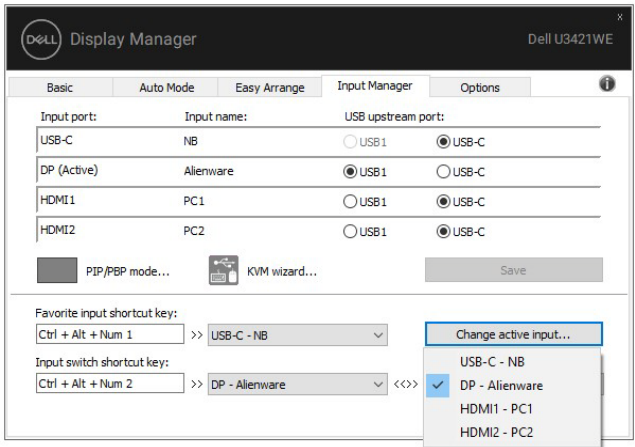 x
DELL Display Manager Dell U3421WE
Basic Auto Mode Easy Arrange Input Manager Options i
Input port: Input name: USB upstream port:
USB-C NB USB1 USB-C
DP (Active) Alienware USB1 USB-C
HDMI1 PC1 USB1 USB-C
HDMI2 PC2 USB1 USB-C
PIP/PBP mode... KVM wizard... Save
Favorite input shortcut key:
Ctrl + Alt + Num 1 >> USB-C - NB Change active input...
USB-C - NB
Input switch shortcut key:
Ctrl + Alt + Num 2 >> DP - Alienware <<>> DP - Alienware
HDMI1 - PC1
HDMI2 - PC2